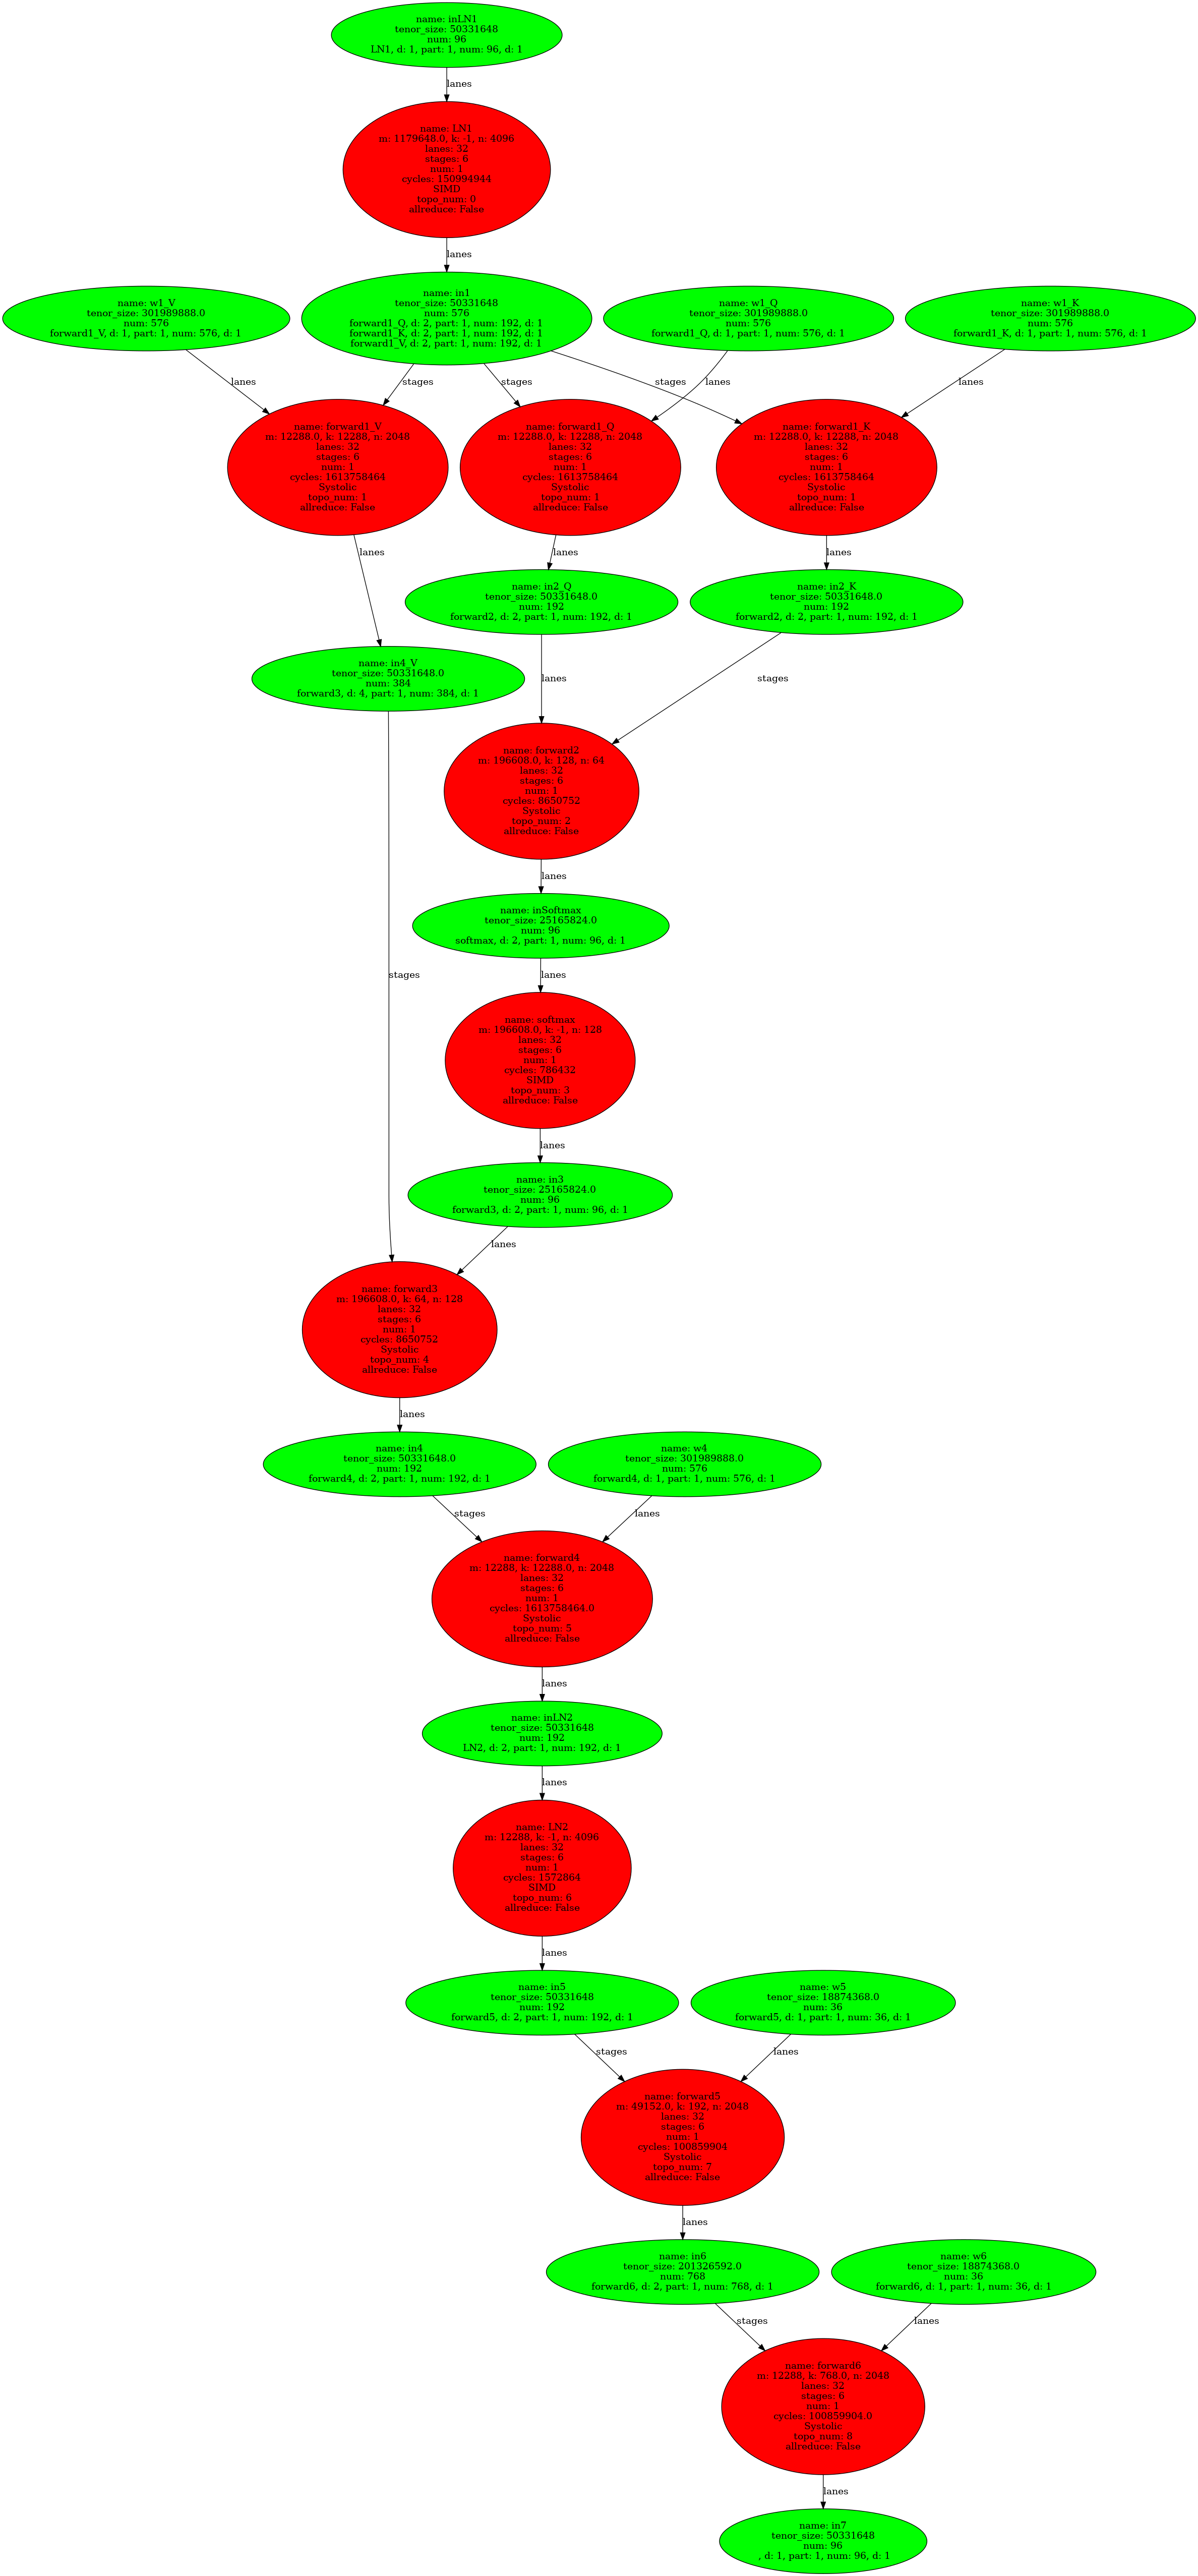 name: inLN1
tenor_size: 50331648
num: 96
LN1, d: 1, part: 1, num: 96, d: 1
lanes
name: LN1
m: 1179648.0, k: -1, n: 4096
lanes: 32
stages: 6
num: 1
cycles: 150994944
SIMD
topo_num: 0
allreduce: False
lanes
name: w1_V
tenor_size: 301989888.0
num: 576
forward1_V, d: 1, part: 1, num: 576, d: 1
name: in1
tenor_size: 50331648
num: 576
forward1_Q, d: 2, part: 1, num: 192, d: 1
forward1_K, d: 2, part: 1, num: 192, d: 1
forward1_V, d: 2, part: 1, num: 192, d: 1
name: w1_Q
tenor_size: 301989888.0
num: 576
forward1_Q, d: 1, part: 1, num: 576, d: 1
name: w1_K
tenor_size: 301989888.0
num: 576
forward1_K, d: 1, part: 1, num: 576, d: 1
lanes
stages
stages
stages
lanes
lanes
name: forward1_V
m: 12288.0, k: 12288, n: 2048
lanes: 32
stages: 6
num: 1
cycles: 1613758464
Systolic
topo_num: 1
allreduce: False
name: forward1_Q
m: 12288.0, k: 12288, n: 2048
lanes: 32
stages: 6
num: 1
cycles: 1613758464
Systolic
topo_num: 1
allreduce: False
name: forward1_K
m: 12288.0, k: 12288, n: 2048
lanes: 32
stages: 6
num: 1
cycles: 1613758464
Systolic
topo_num: 1
allreduce: False
lanes
lanes
lanes
name: in2_Q
tenor_size: 50331648.0
num: 192
forward2, d: 2, part: 1, num: 192, d: 1
name: in2_K
tenor_size: 50331648.0
num: 192
forward2, d: 2, part: 1, num: 192, d: 1
name: in4_V
tenor_size: 50331648.0
num: 384
forward3, d: 4, part: 1, num: 384, d: 1
lanes
stages
name: forward2
m: 196608.0, k: 128, n: 64
lanes: 32
stages: 6
num: 1
cycles: 8650752
Systolic
topo_num: 2
allreduce: False
lanes
name: inSoftmax
tenor_size: 25165824.0
num: 96
softmax, d: 2, part: 1, num: 96, d: 1
stages
lanes
name: softmax
m: 196608.0, k: -1, n: 128
lanes: 32
stages: 6
num: 1
cycles: 786432
SIMD
topo_num: 3
allreduce: False
lanes
name: in3
tenor_size: 25165824.0
num: 96
forward3, d: 2, part: 1, num: 96, d: 1
lanes
name: forward3
m: 196608.0, k: 64, n: 128
lanes: 32
stages: 6
num: 1
cycles: 8650752
Systolic
topo_num: 4
allreduce: False
lanes
name: in4
tenor_size: 50331648.0
num: 192
forward4, d: 2, part: 1, num: 192, d: 1
name: w4
tenor_size: 301989888.0
num: 576
forward4, d: 1, part: 1, num: 576, d: 1
stages
lanes
name: forward4
m: 12288, k: 12288.0, n: 2048
lanes: 32
stages: 6
num: 1
cycles: 1613758464.0
Systolic
topo_num: 5
allreduce: False
lanes
name: inLN2
tenor_size: 50331648
num: 192
LN2, d: 2, part: 1, num: 192, d: 1
lanes
name: LN2
m: 12288, k: -1, n: 4096
lanes: 32
stages: 6
num: 1
cycles: 1572864
SIMD
topo_num: 6
allreduce: False
lanes
name: in5
tenor_size: 50331648
num: 192
forward5, d: 2, part: 1, num: 192, d: 1
name: w5
tenor_size: 18874368.0
num: 36
forward5, d: 1, part: 1, num: 36, d: 1
stages
lanes
name: forward5
m: 49152.0, k: 192, n: 2048
lanes: 32
stages: 6
num: 1
cycles: 100859904
Systolic
topo_num: 7
allreduce: False
lanes
name: in6
tenor_size: 201326592.0
num: 768
forward6, d: 2, part: 1, num: 768, d: 1
name: w6
tenor_size: 18874368.0
num: 36
forward6, d: 1, part: 1, num: 36, d: 1
stages
lanes
name: forward6
m: 12288, k: 768.0, n: 2048
lanes: 32
stages: 6
num: 1
cycles: 100859904.0
Systolic
topo_num: 8
allreduce: False
lanes
name: in7
tenor_size: 50331648
num: 96
, d: 1, part: 1, num: 96, d: 1